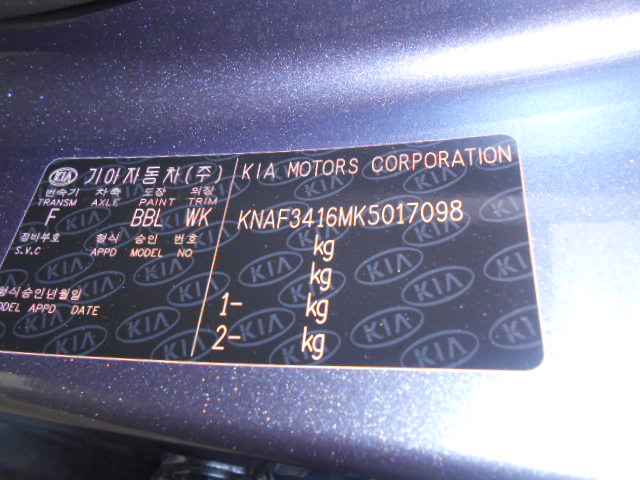 KIA 기아자동차(주) KIA MOTORS CORPORATION
변속기 차축 도장 의장
TRANSM AXLE PAINT TRIM
F BBL WK KNAF3416MK5017098
정비부호 형식 승인 번호 kg
S.V.C APPD MODEL NO
kg
형식승인년월일
MODEL APPD DATE
1- kg
2- kg